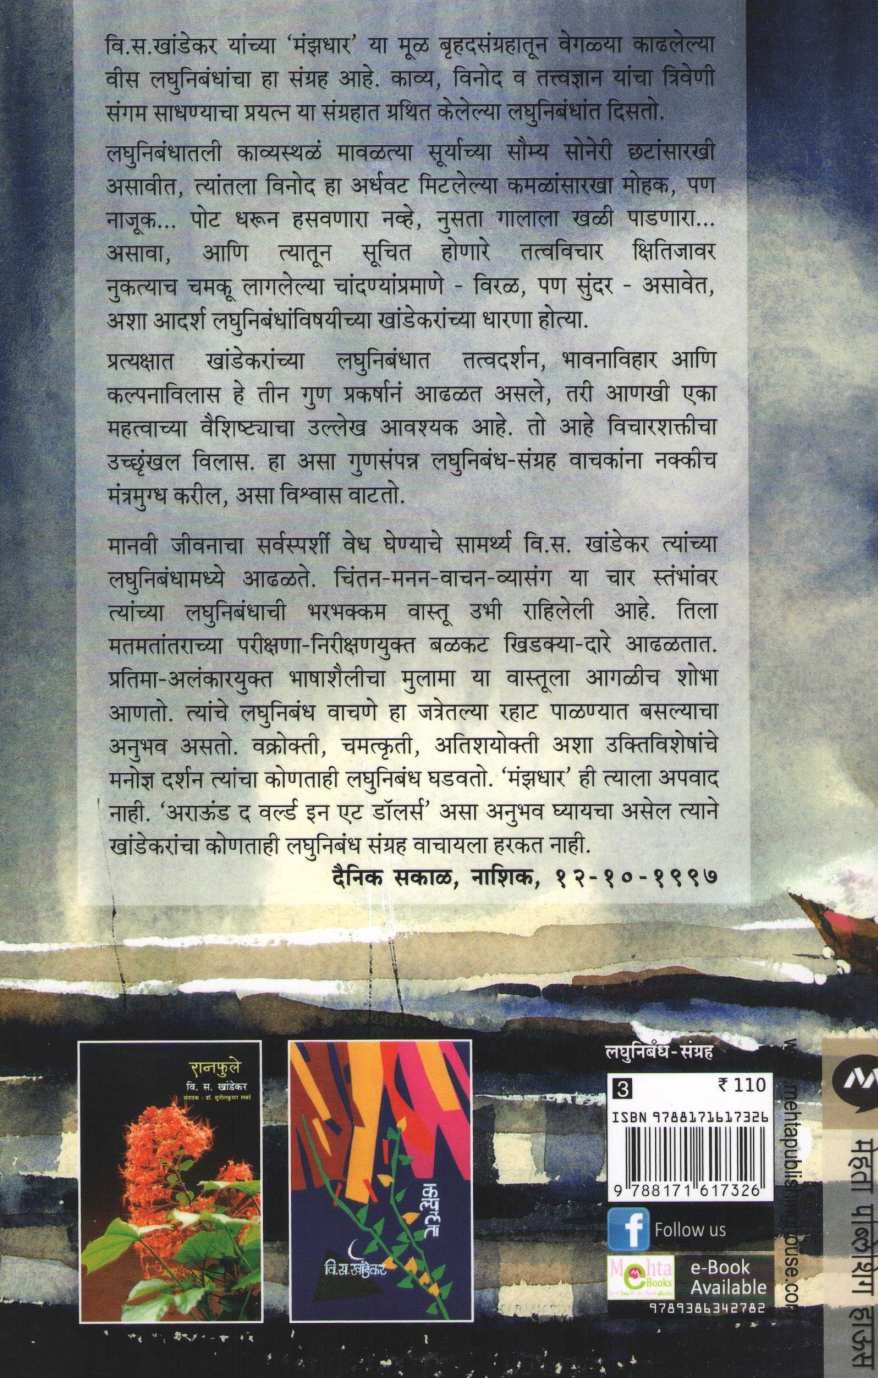 वि.स.खांडेकर यांच्या ‘मंझधार’ या मूळ बृहदसंग्रहातून वेगळ्या काढलेल्या
वीस लघुनिबंधांचा हा संग्रह आहे. काव्य, विनोद व तत्त्वज्ञान यांचा त्रिवेणी
संगम साधण्याचा प्रयत्न या संग्रहात ग्रथित केलेल्या लघुनिबंधांत दिसतो.
लघुनिबंधातली काव्यस्थळं मावळत्या सूर्याच्या सौम्य सोनेरी छटांसारखी
असावीत, त्यांतला विनोद हा अर्धवट मिटलेल्या कमळांसारखा मोहक, पण
नाजूक... पोट धरून हसवणारा नव्हे, नुसता गालाला खळी पाडणारा...
असावा, आणि त्यातून सूचित होणारे तत्वविचार क्षितिजावर
नुकत्याच चमकू लागलेल्या चांदण्यांप्रमाणे - विरळ, पण सुंदर - असावेत,
अशा आदर्श लघुनिबंधांविषयीच्या खांडेकरांच्या धारणा होत्या.
प्रत्यक्षात खांडेकरांच्या लघुनिबंधात तत्वदर्शन, भावनाविहार आणि
कल्पनाविलास हे तीन गुण प्रकर्षानं आढळत असले, तरी आणखी एका
महत्वाच्या वैशिष्ट्याचा उल्लेख आवश्यक आहे. तो आहे विचारशक्तीचा
उच्छृंखल विलास. हा असा गुणसंपन्न लघुनिबंध-संग्रह वाचकांना नक्कीच
मंत्रमुग्ध करील, असा विश्वास वाटतो.
मानवी जीवनाचा सर्वस्पर्शी वेध घेण्याचे सामर्थ्य वि.स. खांडेकर त्यांच्या
लघुनिबंधामध्ये आढळते. चिंतन-मनन-वाचन-व्यासंग या चार स्तंभांवर
त्यांच्या लघुनिबंधाची भरभक्कम वास्तू उभी राहिलेली आहे. तिला
मतमतांतराच्या परीक्षणा-निरीक्षणयुक्त बळकट खिडक्या-दारे आढळतात.
प्रतिमा-अलंकारयुक्त भाषाशैलीचा मुलामा या वास्तूला आगळीच शोभा
आणतो. त्यांचे लघुनिबंध वाचणे हा जत्रेतल्या रहाट पाळण्यात बसल्याचा
अनुभव असतो. वक्रोक्ती, चमत्कृती, अतिशयोक्ती अशा उक्तिविशेषांचे
मनोज्ञ दर्शन त्यांचा कोणताही लघुनिबंध घडवतो. ‘मंझधार’ ही त्याला अपवाद
नाही. ‘अराऊंड द वर्ल्ड इन एट डॉलर्स’ असा अनुभव घ्यायचा असेल त्याने
खांडेकरांचा कोणताही लघुनिबंध संग्रह वाचायला हरकत नाही.
दैनिक सकाळ, नाशिक, १२-१०-१९९७
रानफुले
वि. स. खांडेकर
कल्पलता
वि.स.खांडेकर
लघुनिबंध-संग्रह
3 ₹ 110
ISBN 9788171617326
9 788171 617326
Follow us
Mehta
eBooks
e-Book
Available
9789386342782
मेहता पब्लिशिंग हाऊस